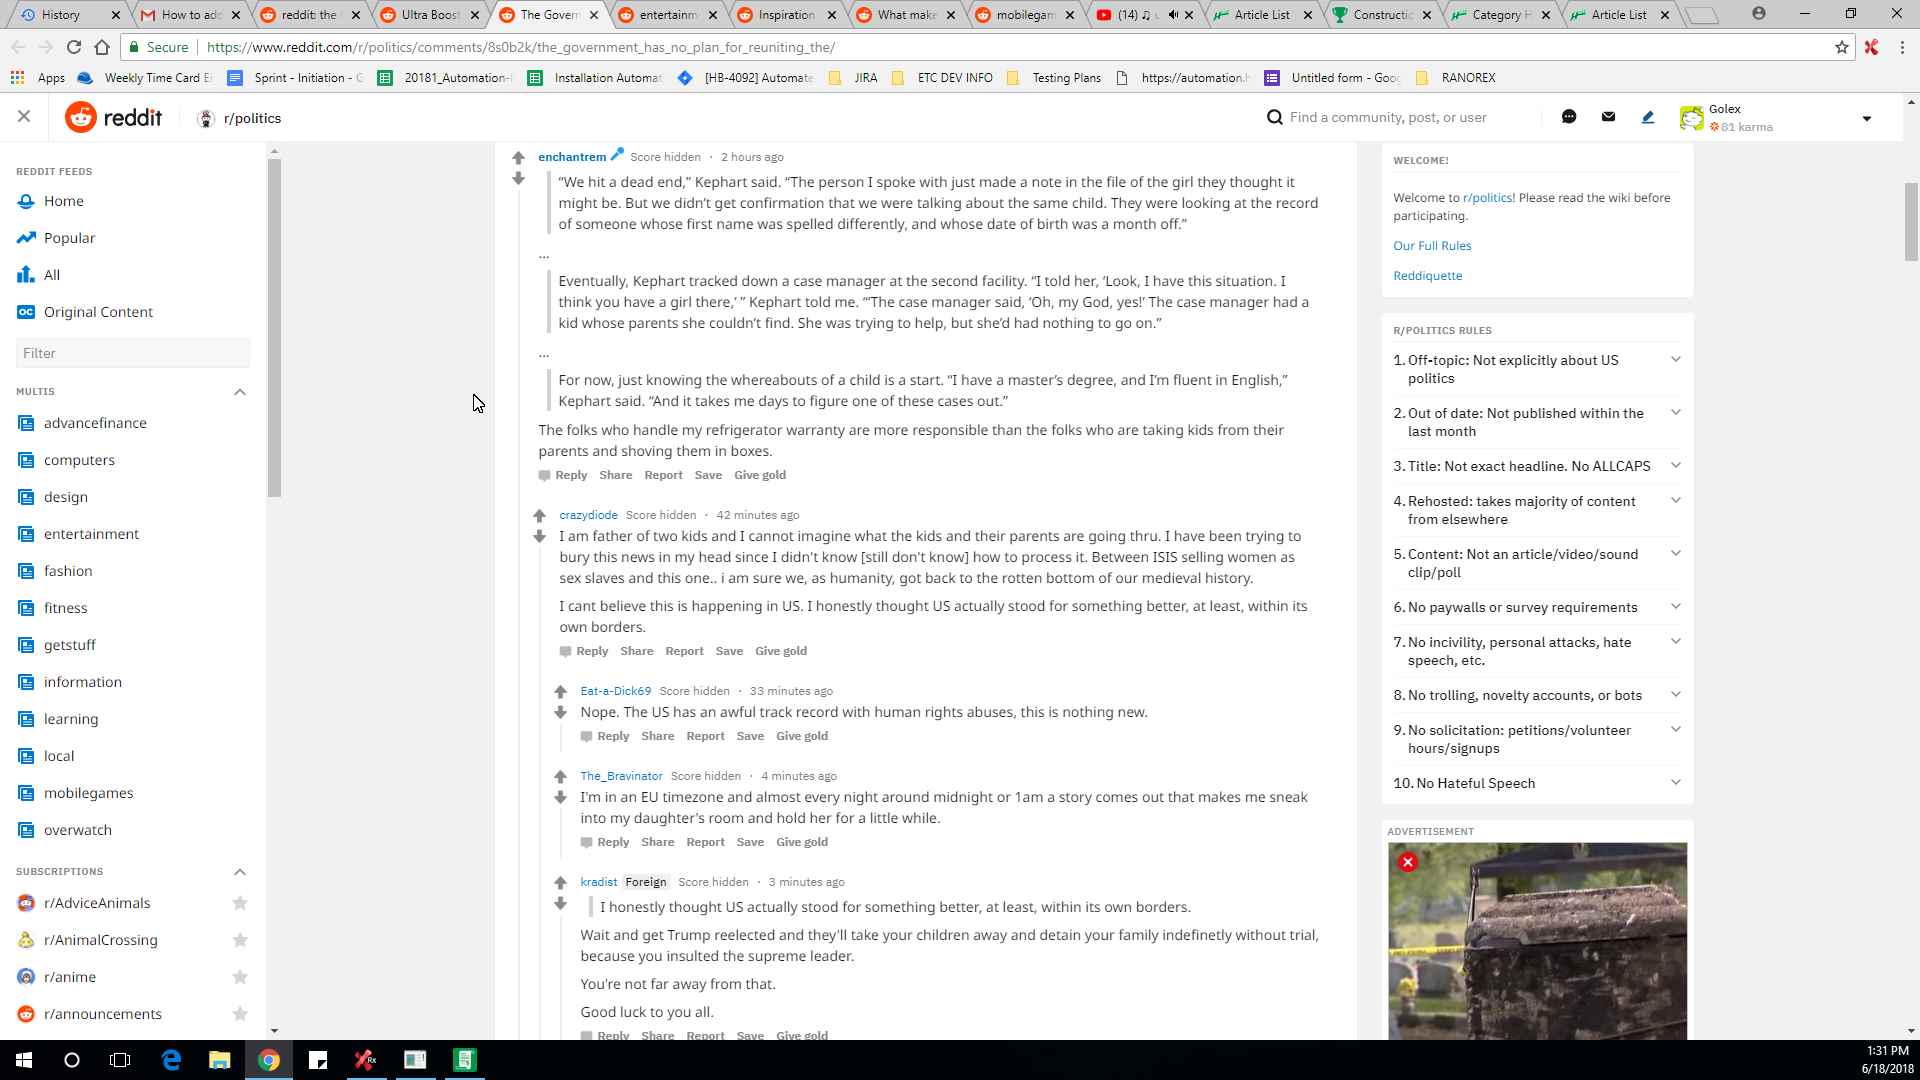 History
How to add
reddit: the
Ultra Boost
The Govern
entertainm
Inspiration
What make
mobilegam
(14)
Article List
Constructio
Category H
Article List
Secure
https://www.reddit.com/r/politics/comments/8s0b2k/the_government_has_no_plan_for_reuniting_the/
Apps
Weekly Time Card E
Sprint - Initiation - G
20181_Automation-
Installation Automat
[HB-4092] Automate
JIRA
ETC DEV INFO
Testing Plans
https://automation.h
Untitled form - Goo
RANOREX
reddit
r/politics
Find a community, post, or user
Golex
81 karma
REDDIT FEEDS
Home
Popular
All
OC Original Content
Filter
MULTIS
advancefinance
computers
design
entertainment
fashion
fitness
getstuff
information
learning
local
mobilegames
overwatch
SUBSCRIPTIONS
r/AdviceAnimals
r/AnimalCrossing
r/anime
r/announcements
enchantrem Score hidden · 2 hours ago
“We hit a dead end,” Kephart said. “The person I spoke with just made a note in the file of the girl they thought it
might be. But we didn’t get confirmation that we were talking about the same child. They were looking at the record
of someone whose first name was spelled differently, and whose date of birth was a month off.”
...
Eventually, Kephart tracked down a case manager at the second facility. “I told her, ‘Look, I have this situation. I
think you have a girl there,’ ” Kephart told me. “‘The case manager said, ‘Oh, my God, yes!’ The case manager had a
kid whose parents she couldn’t find. She was trying to help, but she’d had nothing to go on.”
...
For now, just knowing the whereabouts of a child is a start. “I have a master’s degree, and I’m fluent in English,”
Kephart said. “And it takes me days to figure one of these cases out.”
The folks who handle my refrigerator warranty are more responsible than the folks who are taking kids from their
parents and shoving them in boxes.
Reply Share Report Save Give gold
crazydiode Score hidden · 42 minutes ago
I am father of two kids and I cannot imagine what the kids and their parents are going thru. I have been trying to
bury this news in my head since I didn't know [still don't know] how to process it. Between ISIS selling women as
sex slaves and this one.. i am sure we, as humanity, got back to the rotten bottom of our medieval history.
I cant believe this is happening in US. I honestly thought US actually stood for something better, at least, within its
own borders.
Reply Share Report Save Give gold
Eat-a-Dick69 Score hidden · 33 minutes ago
Nope. The US has an awful track record with human rights abuses, this is nothing new.
Reply Share Report Save Give gold
The_Bravinator Score hidden · 4 minutes ago
I'm in an EU timezone and almost every night around midnight or 1am a story comes out that makes me sneak
into my daughter's room and hold her for a little while.
Reply Share Report Save Give gold
kradist Foreign Score hidden · 3 minutes ago
I honestly thought US actually stood for something better, at least, within its own borders.
Wait and get Trump reelected and they'll take your children away and detain your family indefinetly without trial,
because you insulted the supreme leader.
You're not far away from that.
Good luck to you all.
Reply Share Report Save Give gold
WELCOME!
Welcome to r/politics! Please read the wiki before
participating.
Our Full Rules
Reddiquette
R/POLITICS RULES
1. Off-topic: Not explicitly about US
politics
2. Out of date: Not published within the
last month
3. Title: Not exact headline. No ALLCAPS
4. Rehosted: takes majority of content
from elsewhere
5. Content: Not an article/video/sound
clip/poll
6. No paywalls or survey requirements
7. No incivility, personal attacks, hate
speech, etc.
8. No trolling, novelty accounts, or bots
9. No solicitation: petitions/volunteer
hours/signups
10. No Hateful Speech
ADVERTISEMENT
1:31 PM
6/18/2018